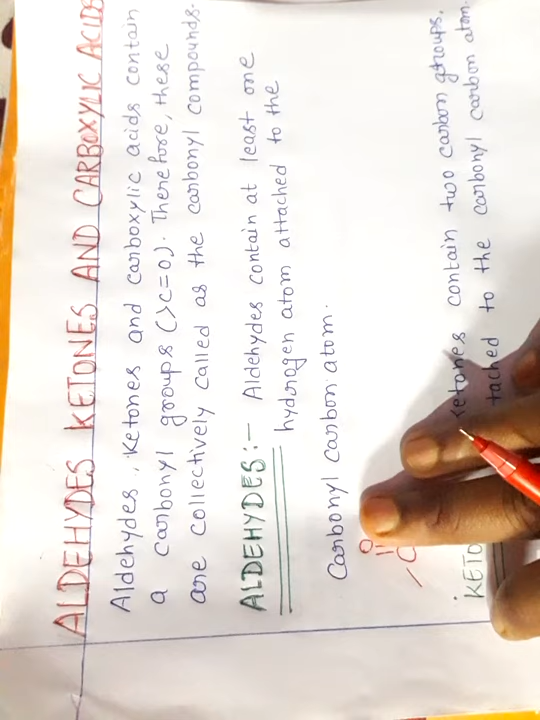 ALDEHYDES KETONES AND CARBOXYLIC ACIDS
Aldehydes, Ketones and carboxylic acids contain
a carbonyl groups (>C=O). Therefore, these
are collectively called as the carbonyl compounds.
ALDEHYDES:- Aldehydes contain at least one
hydrogen atom attached to the
Carbonyl carbon atom.
O
-C
KETO ketones contain two carbon groups.
tached to the carbonyl carbon atom.